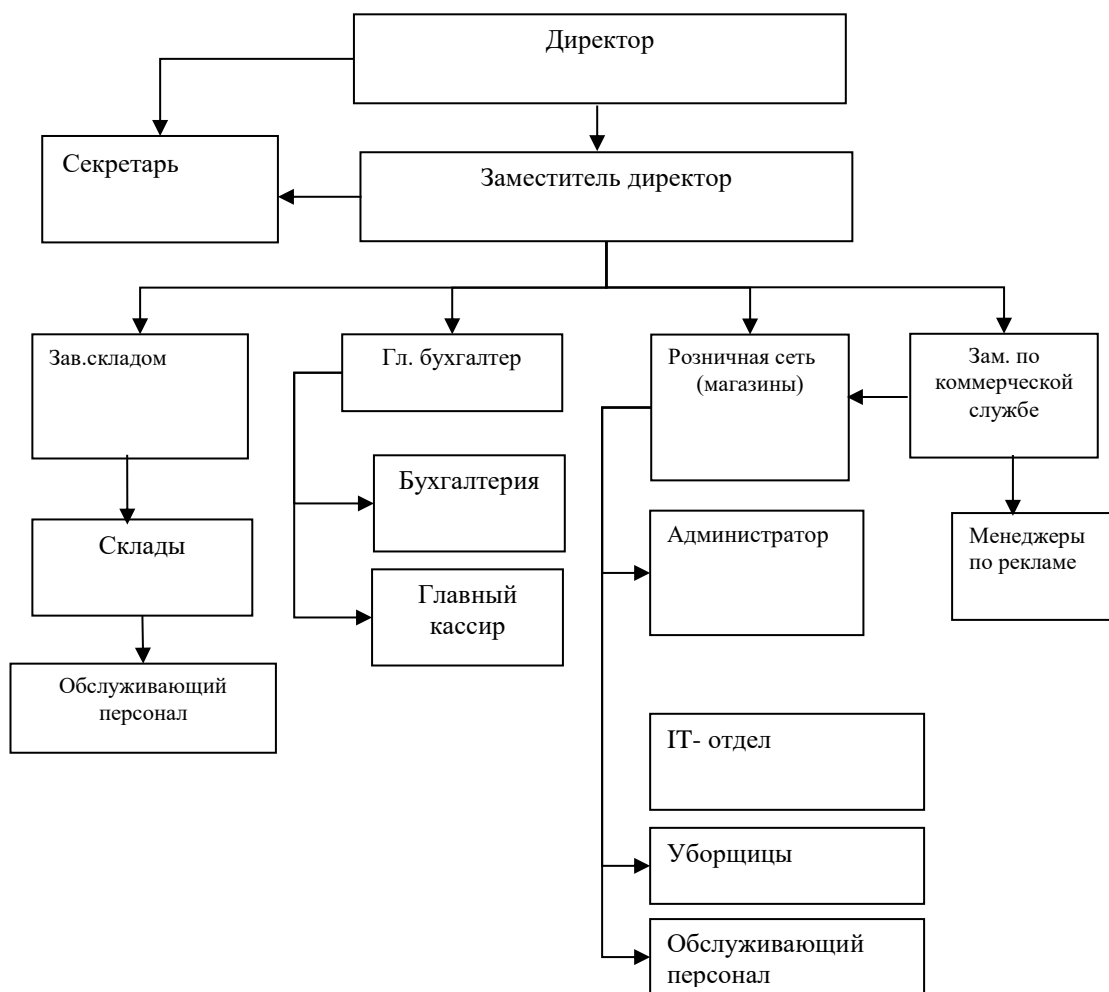 Директор
Секретарь
Заместитель директор
Зав.складом
Гл. бухгалтер
Розничная сеть
(магазины)
Зам. по
коммерческой
службе
Бухгалтерия
Склады
Администратор
Менеджеры
по рекламе
Главный
кассир
Обслуживающий
персонал
IT- отдел
Уборщицы
Обслуживающий
персонал